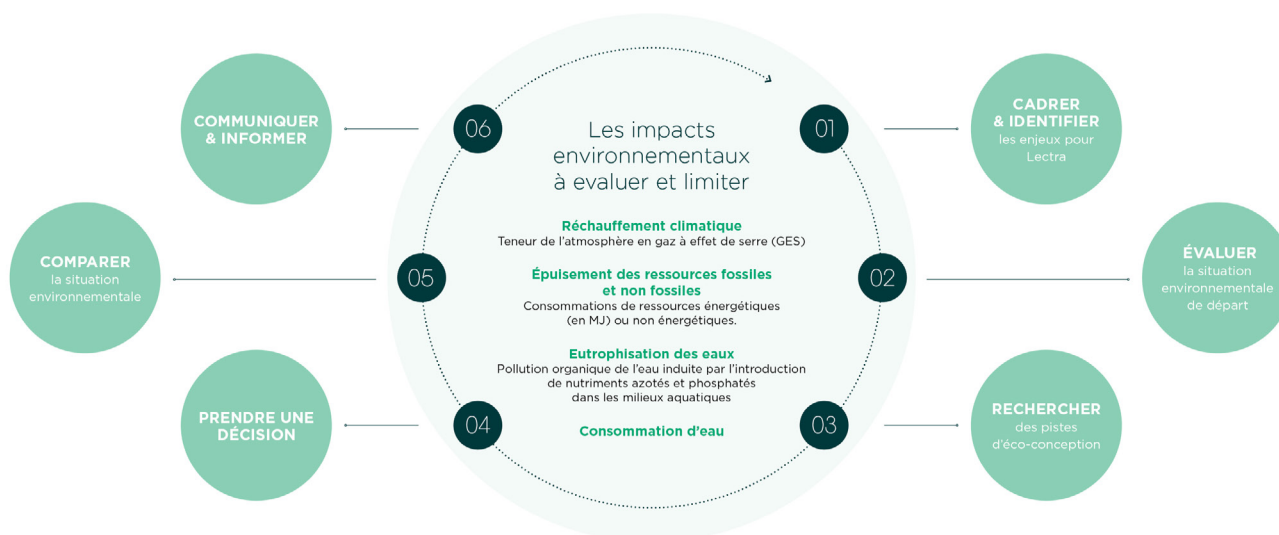 Les impacts
environnementaux
à evaluer et limiter
Réchauffement climatique
Teneur de l'atmosphère en gaz à effet de serre (GES)
Épuisement des ressources fossiles
et non fossiles
Consommations de ressources énergétiques
(en MJ) ou non énergétiques.
Eutrophisation des eaux
Pollution organique de l'eau induite par l'introduction
de nutriments azotés et phosphatés
dans les milieux aquatiques
Consommation d'eau
01
CADRER
& IDENTIFIER
les enjeux pour
Lectra
02
ÉVALUER
la situation
environnementale
de départ
03
RECHERCHER
des pistes
d'éco-conception
04
PRENDRE UNE
DÉCISION
05
COMPARER
la situation
environnementale
06
COMMUNIQUER
& INFORMER